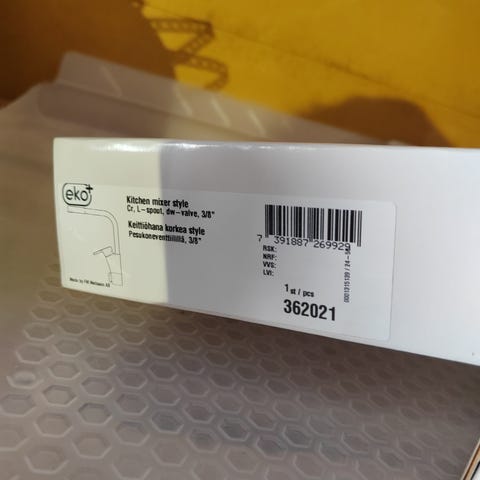 eko+
Kitchen mixer style
Cr, L-spout, dw-valve, 3/8"
Keittiöhana korkea style
Pesukoneventtiilillä, 3/8"
Made by FM Mattsson AB
7 391887 269929
RSK:
NRF:
VVS:
LVI:
1 st / pcs
362021